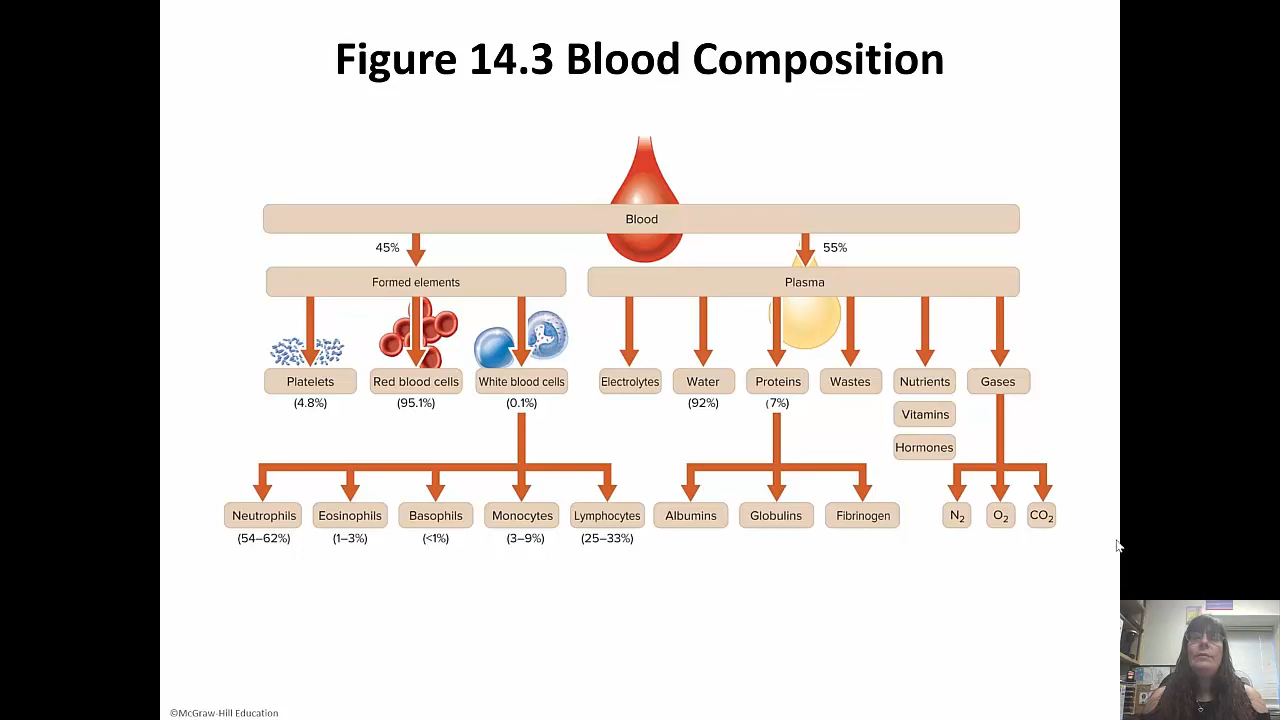 Figure 14.3 Blood Composition
Blood
45%
55%
Formed elements
Plasma
Platelets
Red blood cells
White blood cells
Electrolytes
Water
Proteins
Wastes
Nutrients
Gases
(4.8%)
(95.1%)
(0.1%)
(92%)
(7%)
Vitamins
Hormones
Neutrophils
Eosinophils
Basophils
Monocytes
Lymphocytes
Albumins
Globulins
Fibrinogen
N2
O2
CO2
(54–62%)
(1–3%)
(<1%)
(3–9%)
(25–33%)
©McGraw-Hill Education